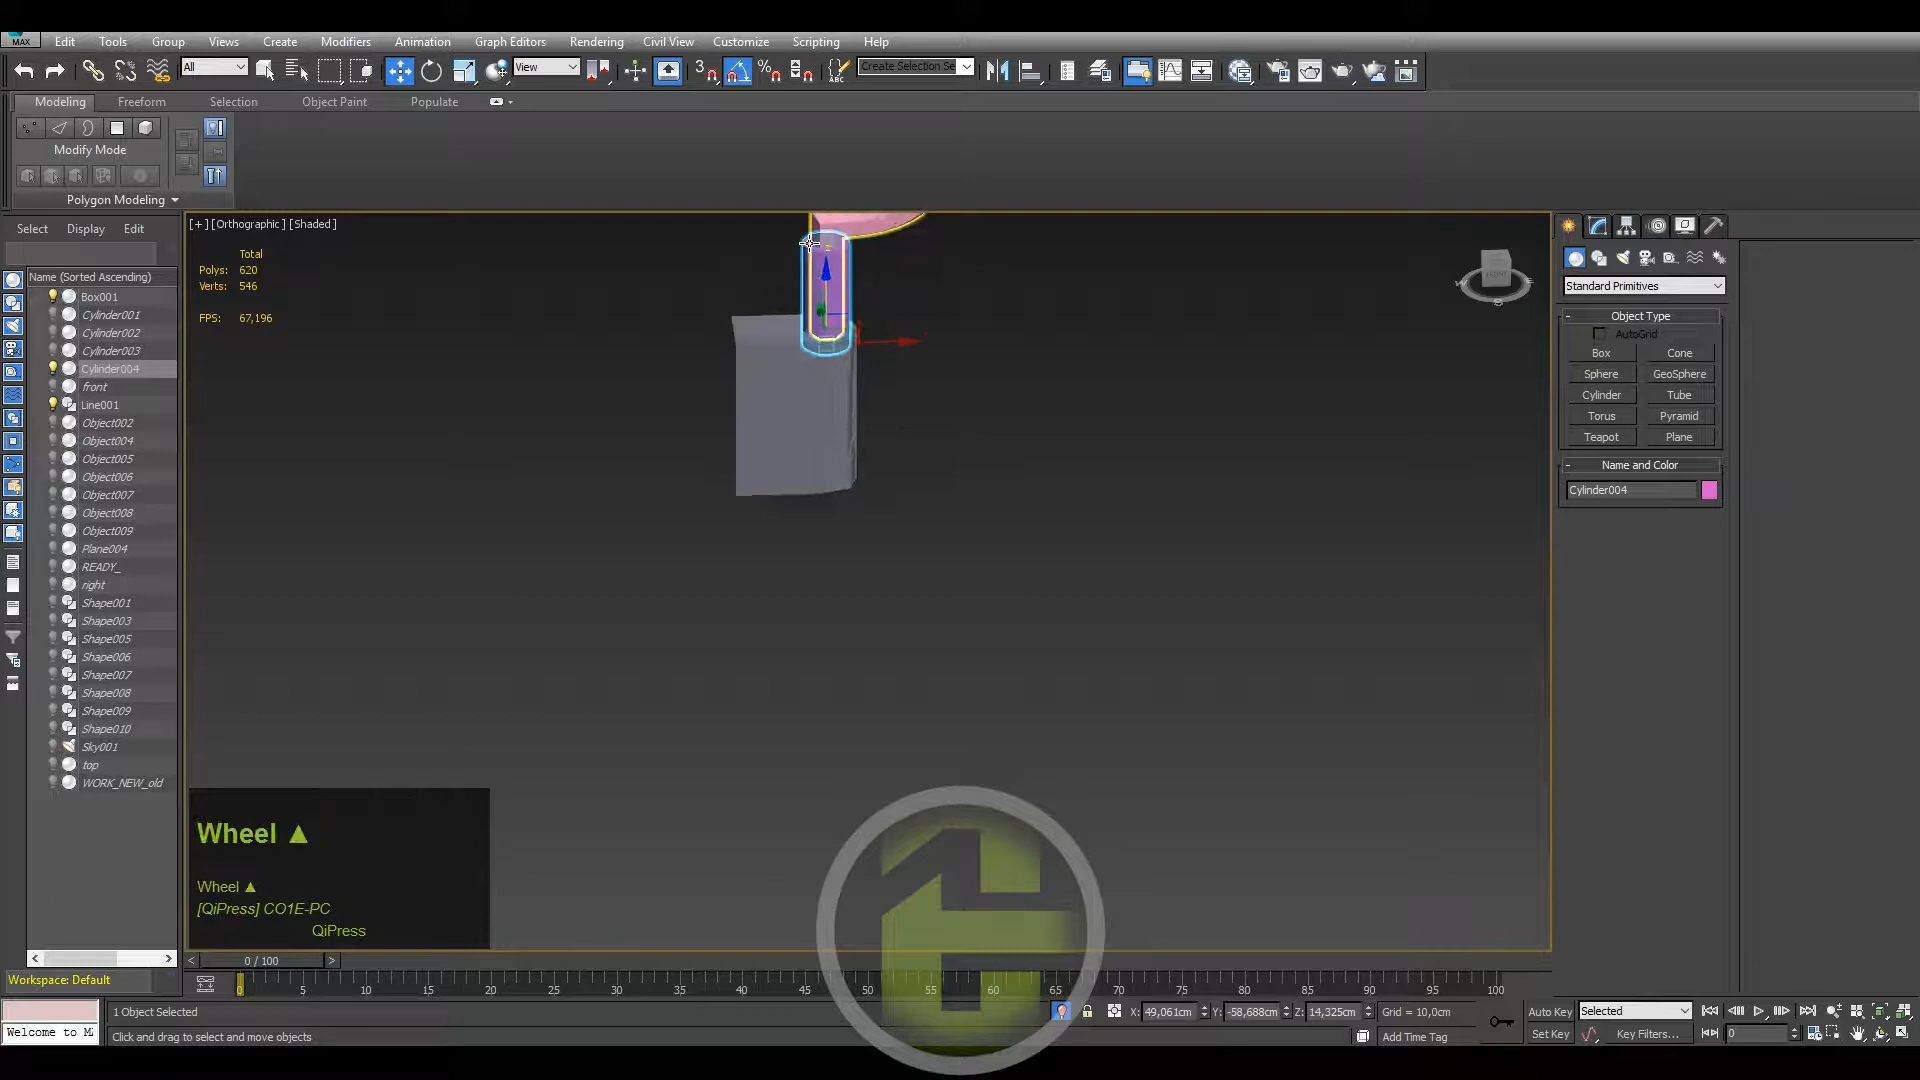 MAX
Edit Tools Group Views Create Modifiers Animation Graph Editors Rendering Civil View Customize Scripting Help
All View 3 Create Selection Se
ABC
Modeling Freeform Selection Object Paint Populate
Modify Mode
Polygon Modeling
Select Display Edit
Name (Sorted Ascending)
Box001
Cylinder001
Cylinder002
Cylinder003
Cylinder004
front
Line001
Object002
Object004
Object005
Object006
Object007
Object008
Object009
Plane004
READY_
right
Shape001
Shape003
Shape005
Shape006
Shape007
Shape008
Shape009
Shape010
Sky001
top
WORK_NEW_old
Workspace: Default
[+] [Orthographic] [Shaded]
Total
Polys: 620
Verts: 546
FPS: 67,196
FRONT
W
S
Standard Primitives
- Object Type
AutoGrid
Box Cone
Sphere GeoSphere
Cylinder Tube
Torus Pyramid
Teapot Plane
- Name and Color
Cylinder004
Wheel ▲
Wheel ▲
[QiPress] CO1E-PC
QiPress
< 0 / 100 >
0 5 10 15 20 25 30 35 40 45 50 55 60 65 70 75 80 85 90 95 100
1 Object Selected
X: 49,061cm Y: -58,688cm Z: 14,325cm Grid = 10,0cm
Auto Key Selected
Welcome to MA
Click and drag to select and move objects
Add Time Tag
Set Key Key Filters... 0